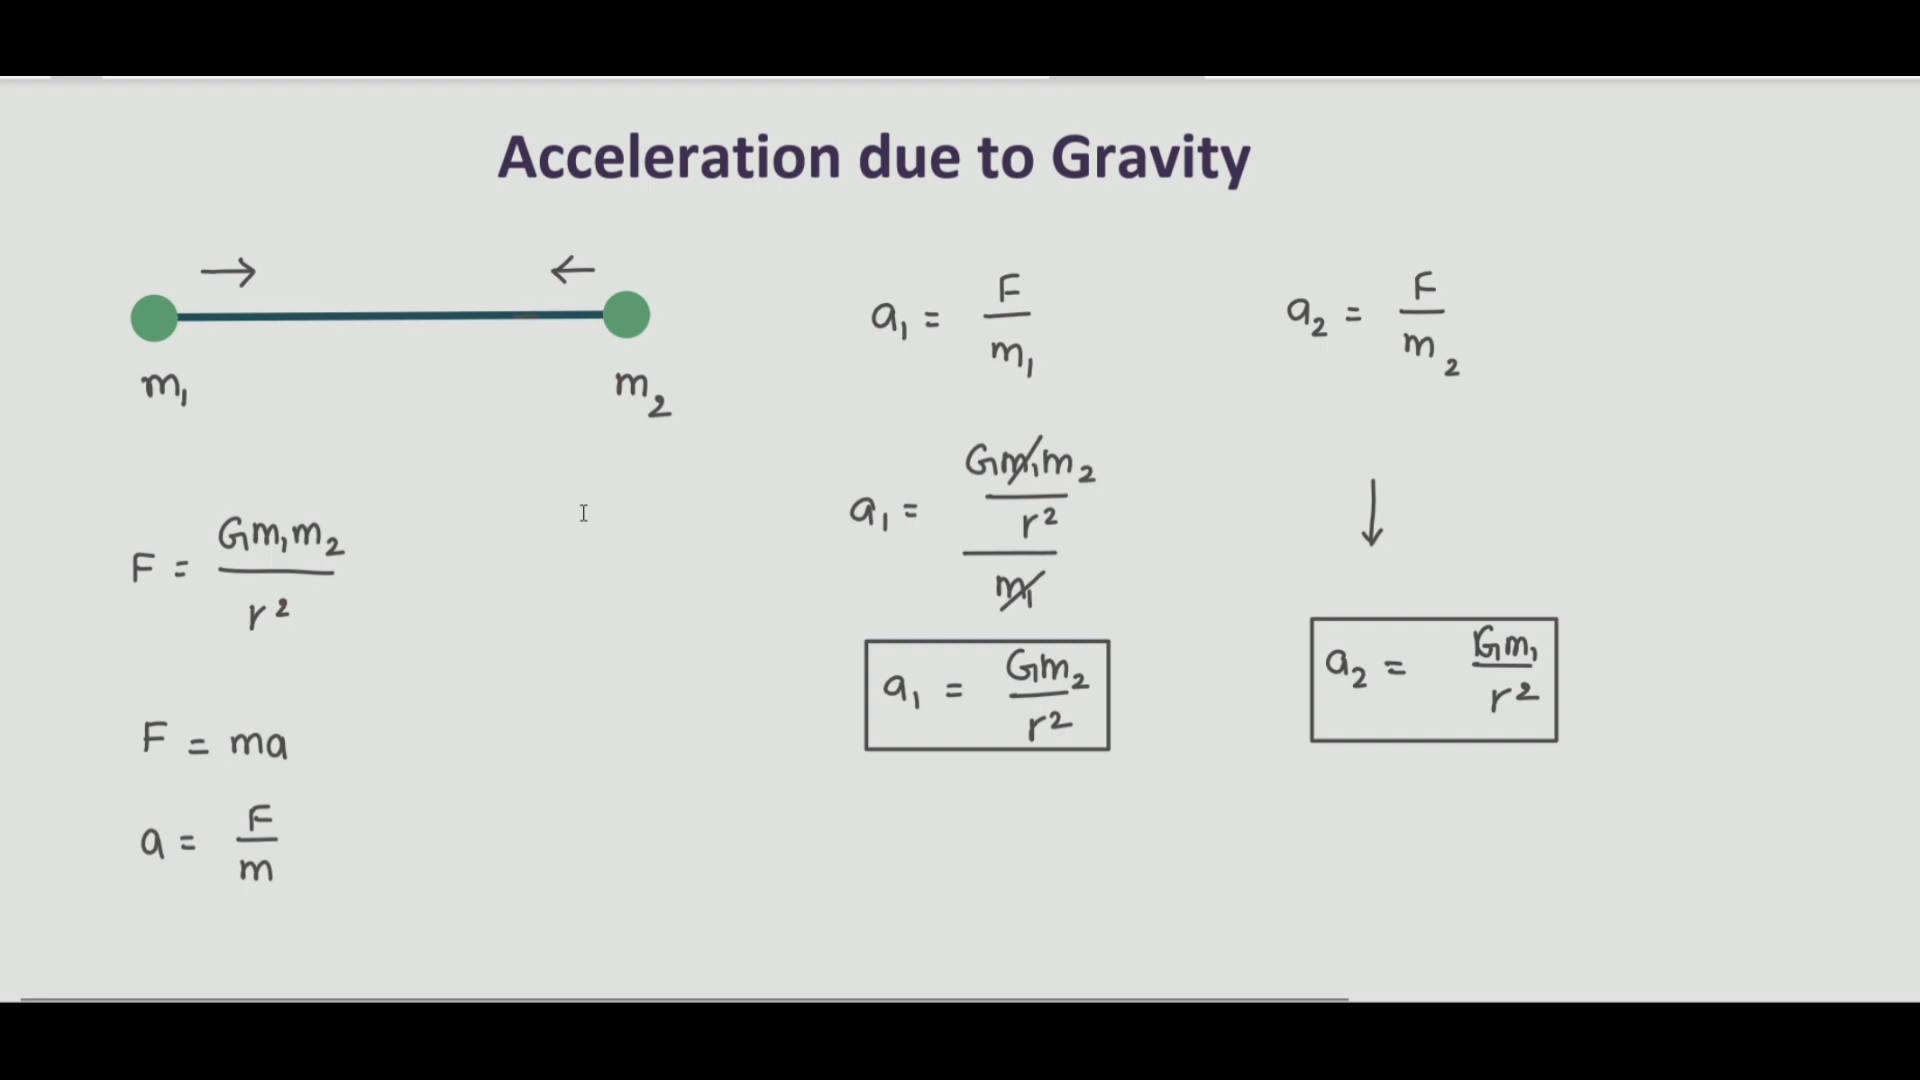 Acceleration due to Gravity
m₁
m₂
F = Gm₁m₂ / r²
F = ma
a = F / m
a₁ = F / m₁
a₁ = Gm₁m₂ / r² / m₁
a₁ = Gm₂ / r²
a₂ = F / m₂
a₂ = Gm₁ / r²